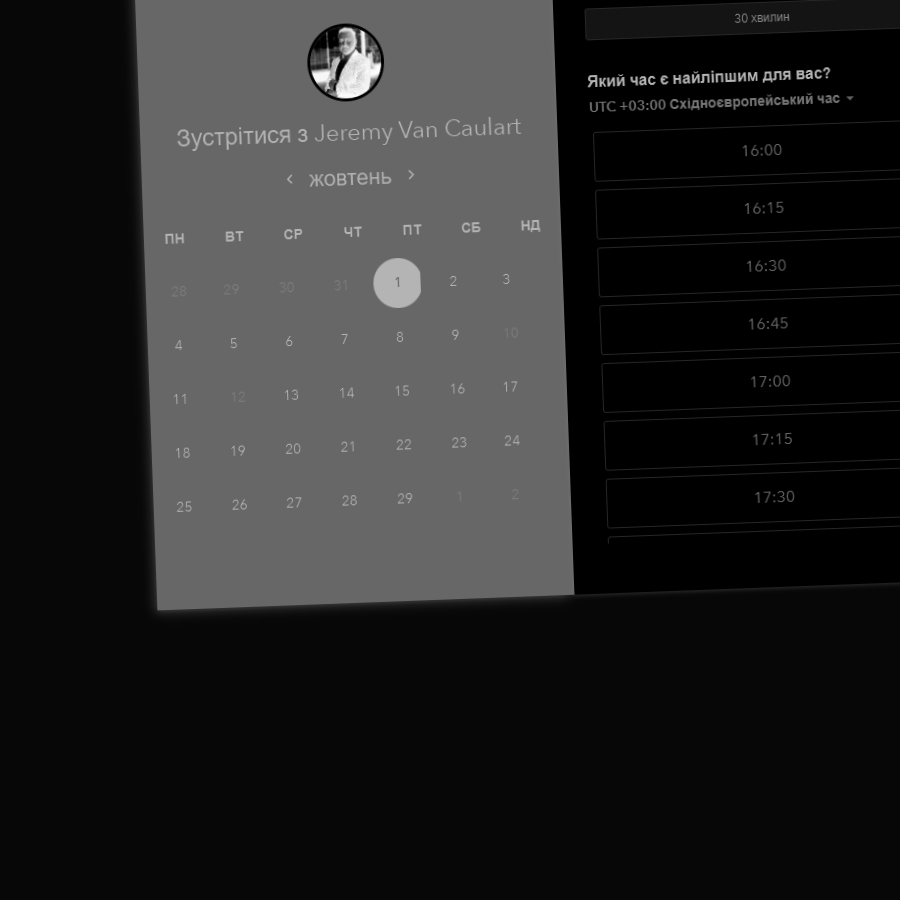 Зустрітися з Jeremy Van Caulart
‹ жовтень ›
ПН ВТ СР ЧТ ПТ СБ НД
28 29 30 31 1 2 3
4 5 6 7 8 9 10
11 12 13 14 15 16 17
18 19 20 21 22 23 24
25 26 27 28 29 1 2
30 хвилин
Який час є найліпшим для вас?
UTC +03:00 Східноєвропейський час
16:00
16:15
16:30
16:45
17:00
17:15
17:30